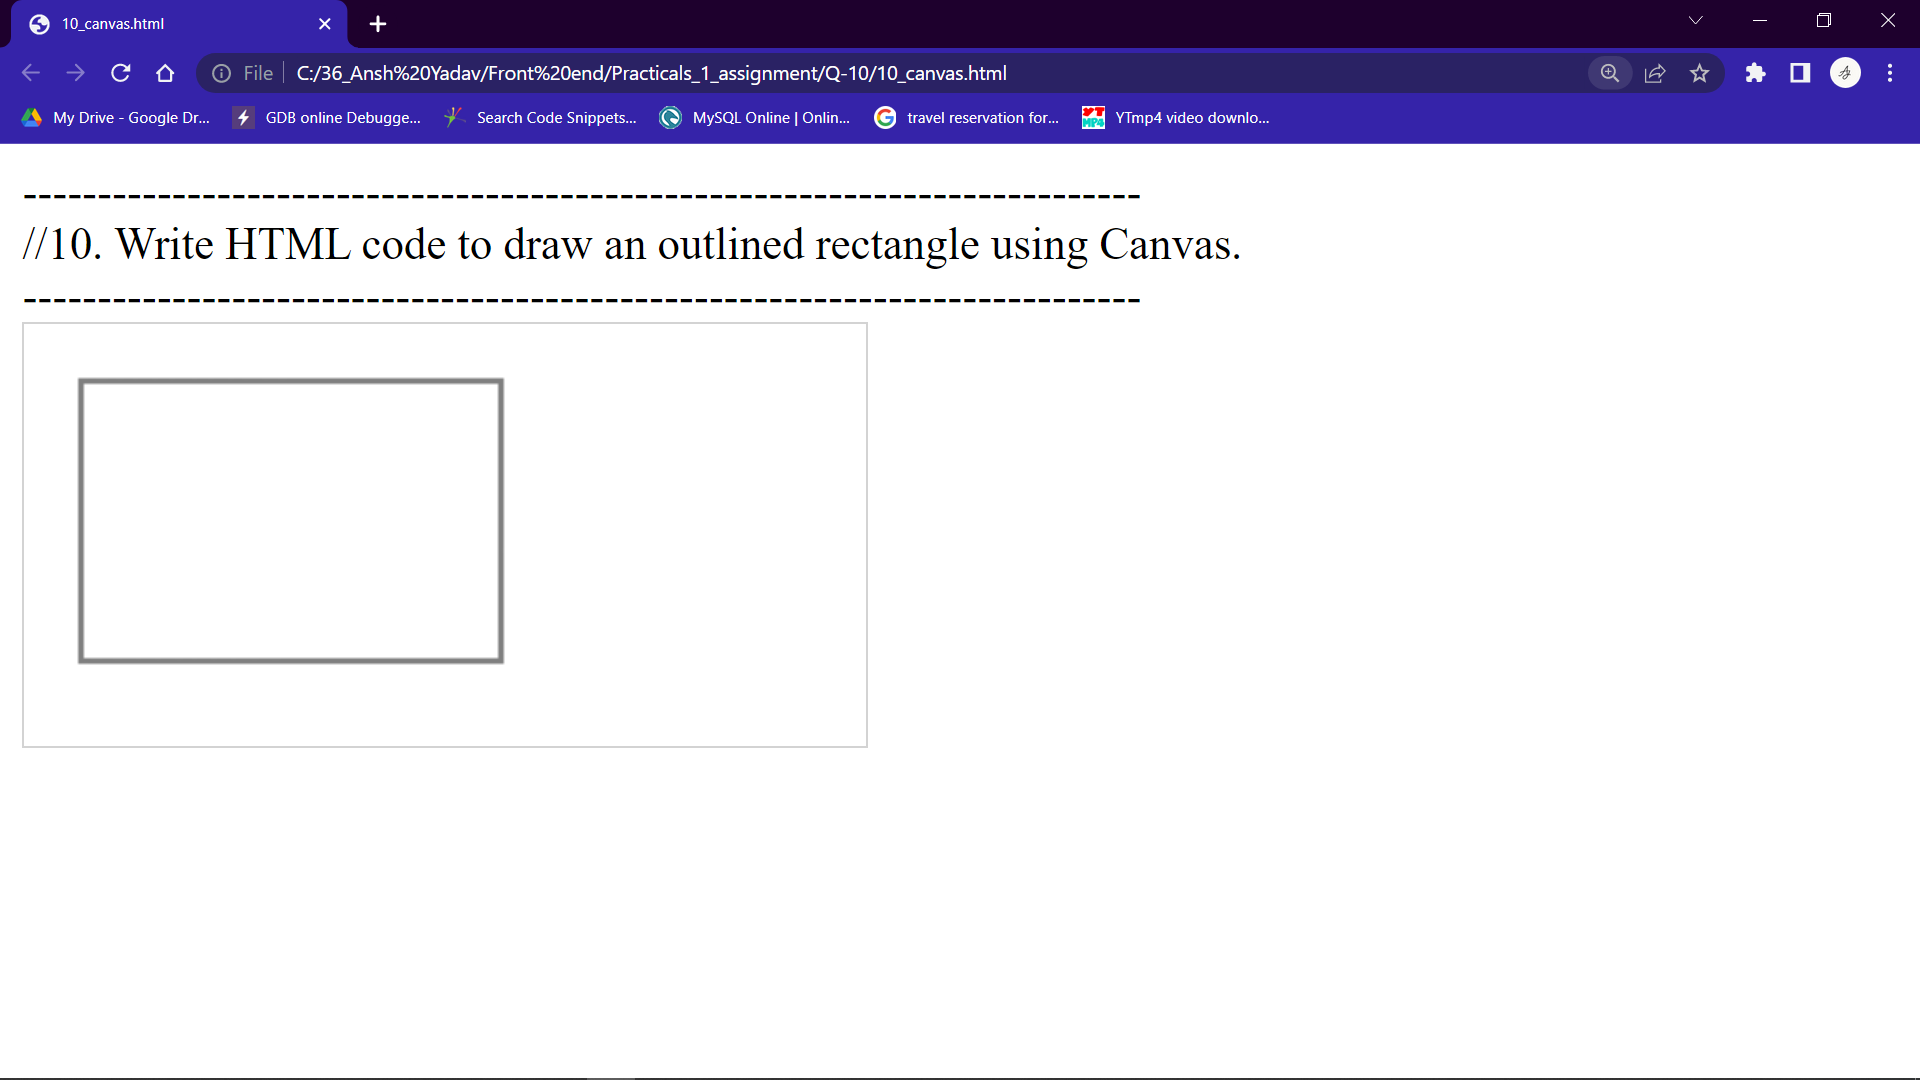 10_canvas.html
File
C:/36_Ansh%20Yadav/Front%20end/Practicals_1_assignment/Q-10/10_canvas.html
My Drive - Google Dr...
GDB online Debugge...
Search Code Snippets...
MySQL Online | Onlin...
travel reservation for...
YT
MP4
YTmp4 video downlo...
---------------------------------------------------------------------------
//10. Write HTML code to draw an outlined rectangle using Canvas.
---------------------------------------------------------------------------